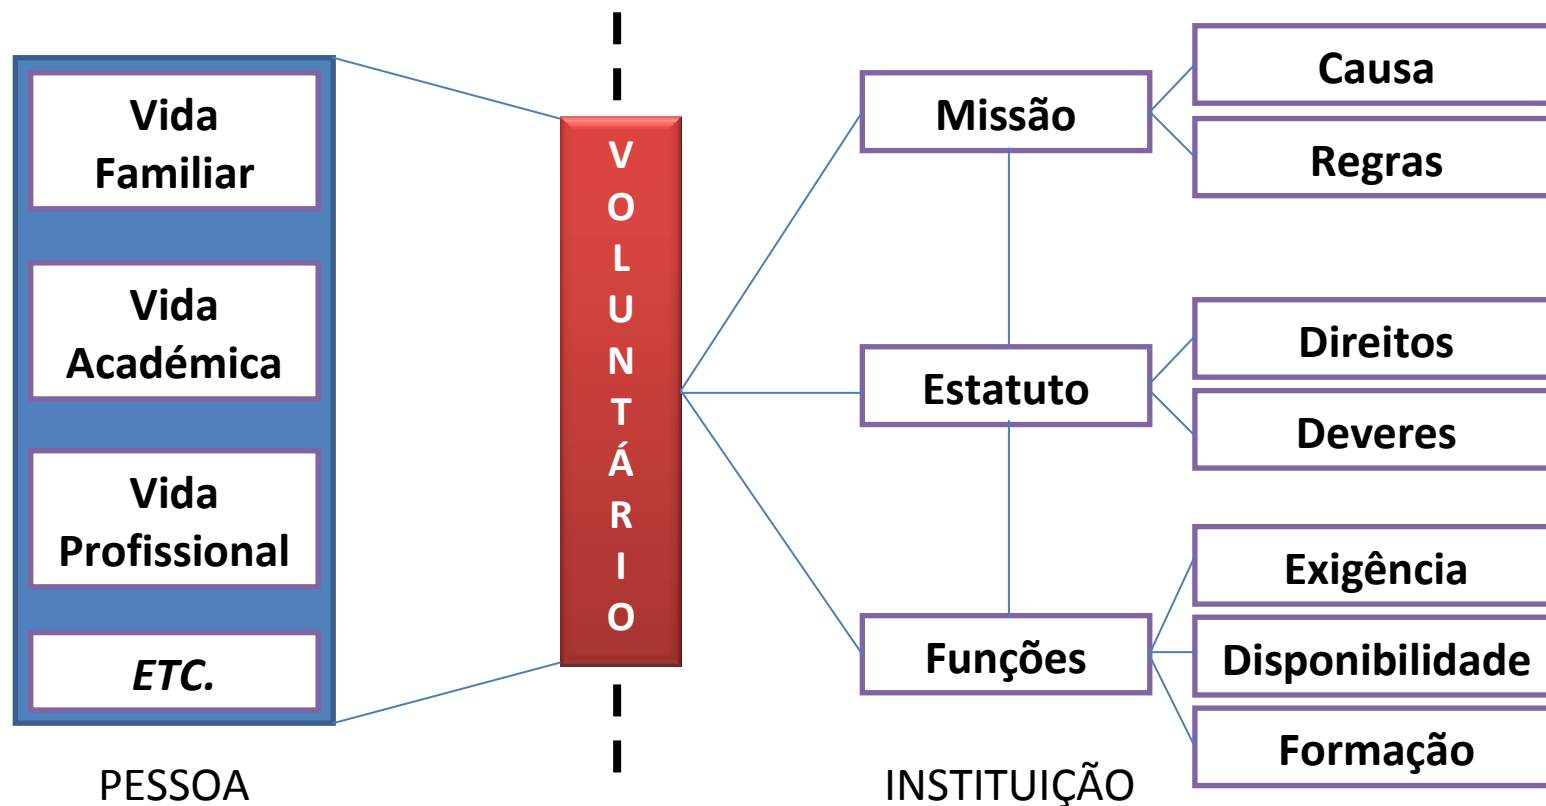 Vida
Familiar
Vida
Académica
Vida
Profissional
ETC.
PESSOA
VOLUNTÁRIO
Missão
Causa
Regras
Estatuto
Direitos
Deveres
Funções
Exigência
Disponibilidade
Formação
INSTITUIÇÃO